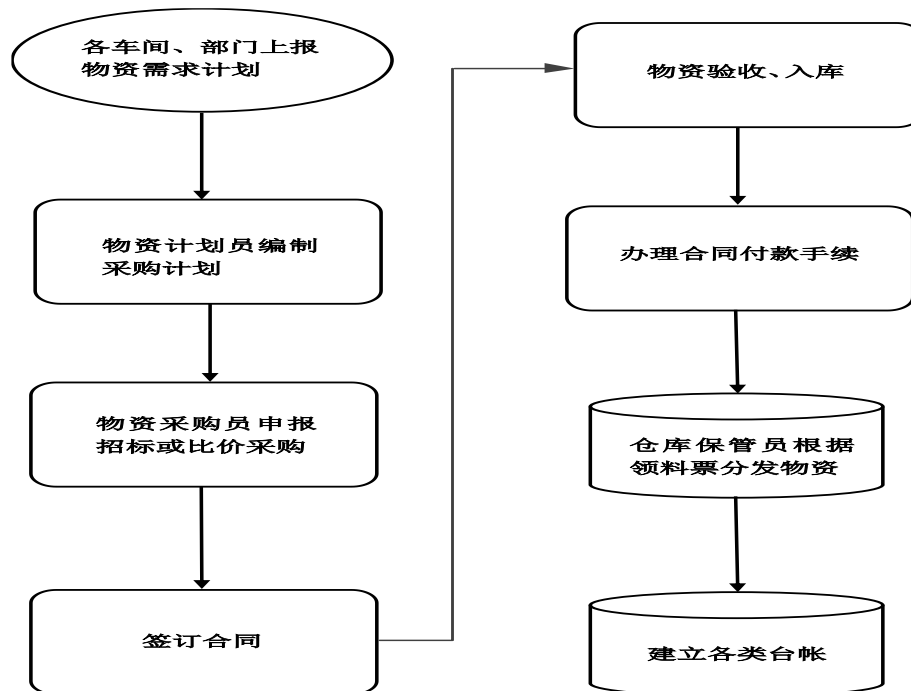 各车间、部门上报
物资需求计划
物资计划员编制
采购计划
物资采购员申报
招标或比价采购
签订合同
物资验收、入库
办理合同付款手续
仓库保管员根据
领料票分发物资
建立各类台帐